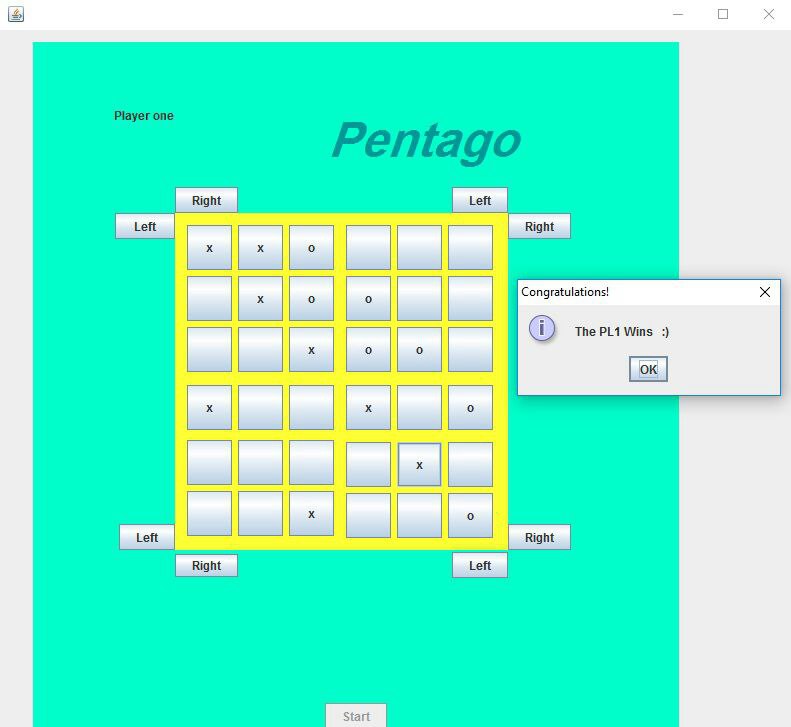 Player one
Pentago
Right Left
Left Right
x x o
x o o
x o o
x x o
x
x o
Left Right
Right Left
Start
Congratulations!
The PL1 Wins :)
OK